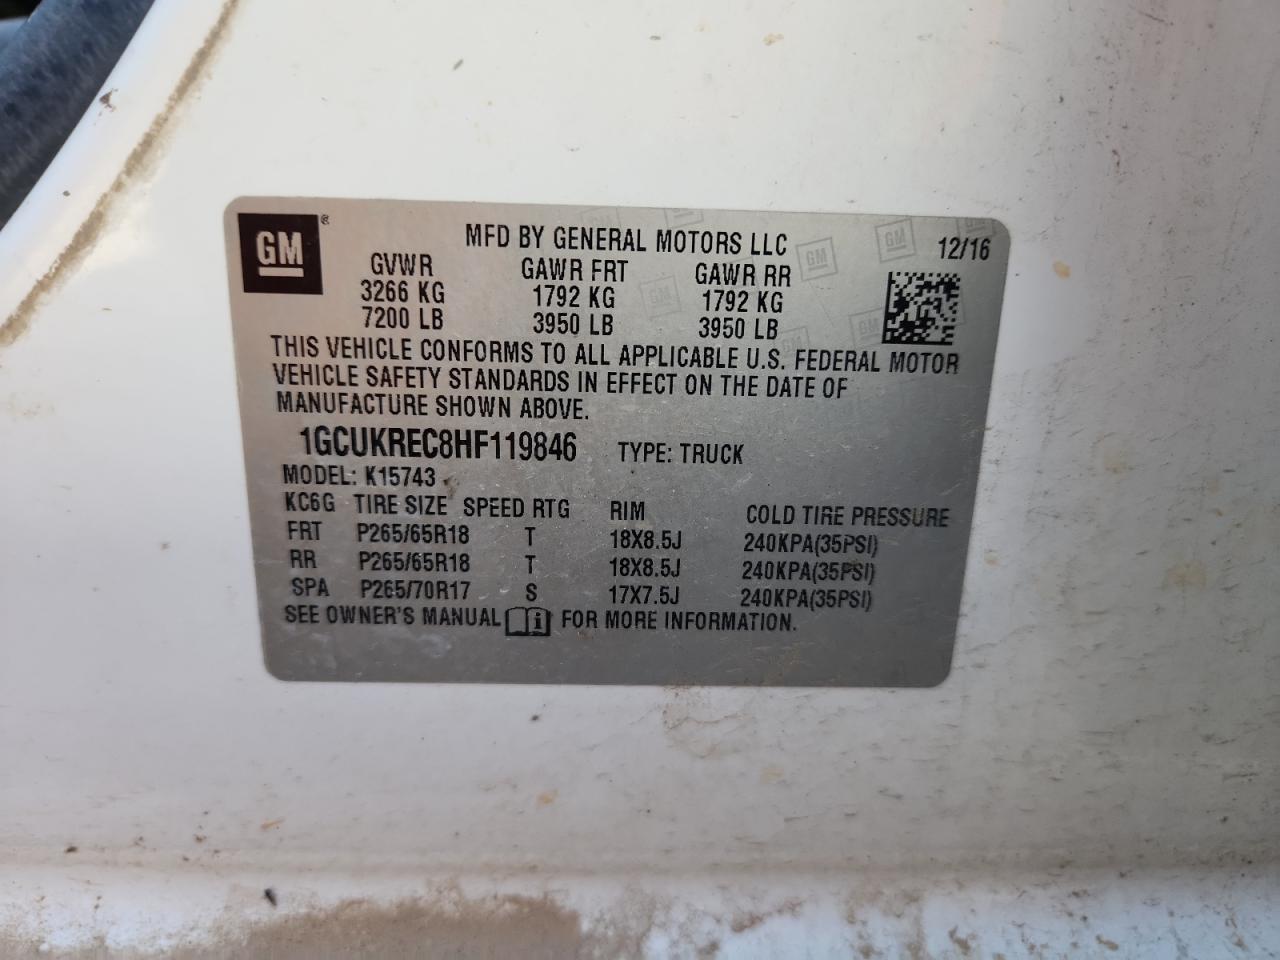 GM ®
MFD BY GENERAL MOTORS LLC 12/16
GVWR GAWR FRT GAWR RR
3266 KG 1792 KG 1792 KG
7200 LB 3950 LB 3950 LB
THIS VEHICLE CONFORMS TO ALL APPLICABLE U.S. FEDERAL MOTOR
VEHICLE SAFETY STANDARDS IN EFFECT ON THE DATE OF
MANUFACTURE SHOWN ABOVE.
1GCUKREC8HF119846 TYPE: TRUCK
MODEL: K15743
KC6G TIRE SIZE SPEED RTG RIM COLD TIRE PRESSURE
FRT P265/65R18 T 18X8.5J 240KPA(35PSI)
RR P265/65R18 T 18X8.5J 240KPA(35PSI)
SPA P265/70R17 S 17X7.5J 240KPA(35PSI)
SEE OWNER'S MANUAL FOR MORE INFORMATION.